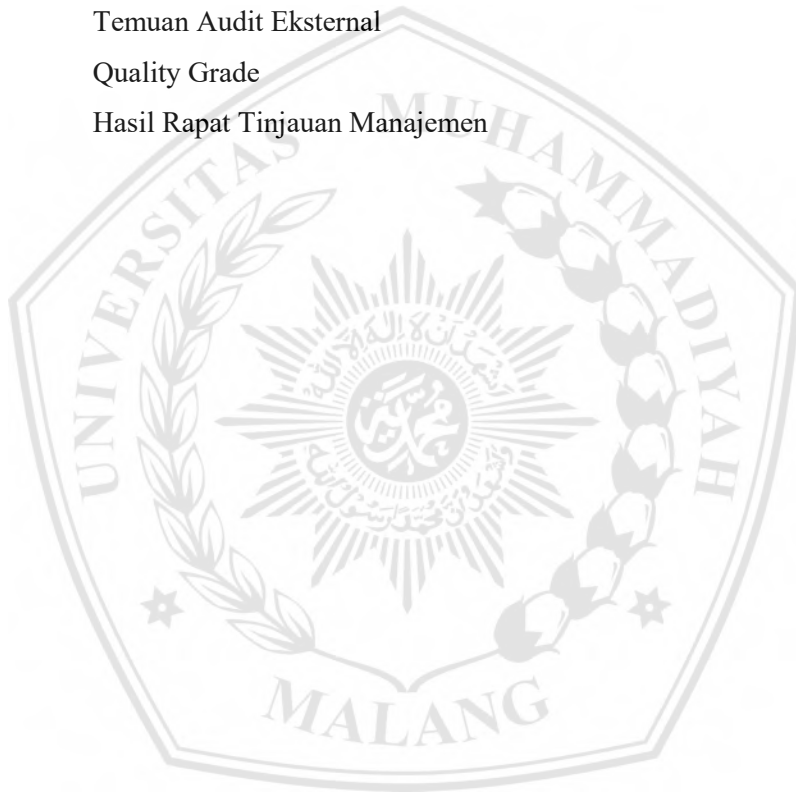 Temuan Audit Eksternal
Quality Grade
Hasil Rapat Tinjauan Manajemen
UNIVERSITAS MUHAMMADIYAH
MALANG